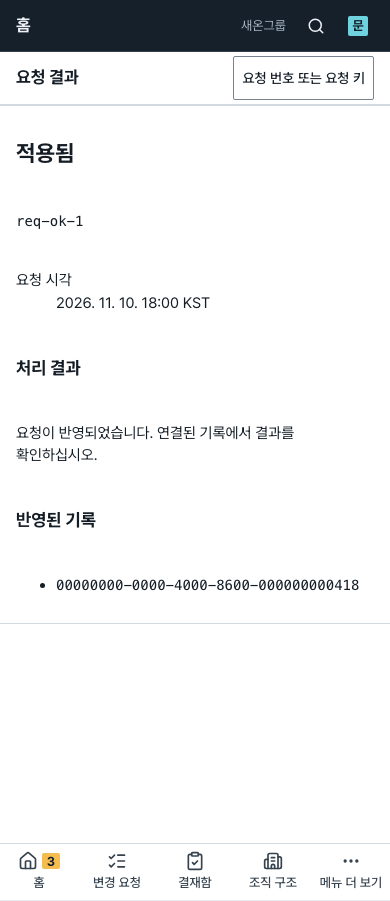 홈
새온그룹
문
요청 결과
요청 번호 또는 요청 키
적용됨
req-ok-1
요청 시각
2026. 11. 10. 18:00 KST
처리 결과
요청이 반영되었습니다. 연결된 기록에서 결과를
확인하십시오.
반영된 기록
00000000-0000-4000-8600-000000000418
3
홈
변경 요청
결재함
조직 구조
메뉴 더 보기